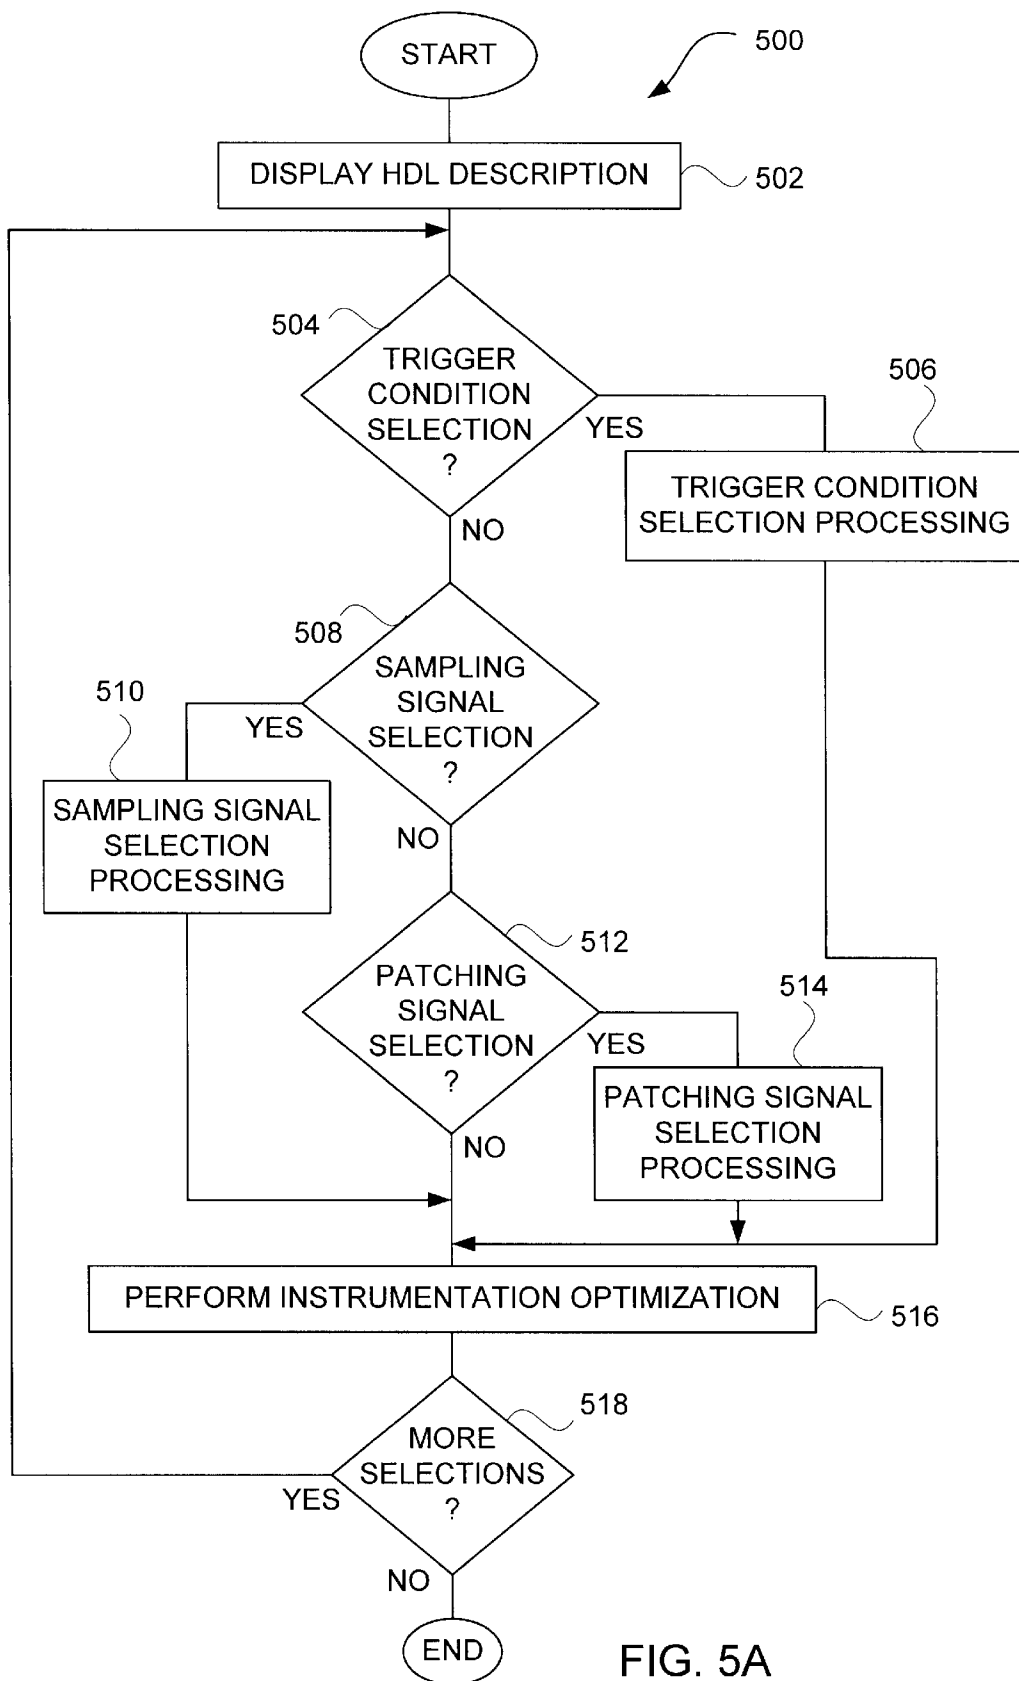 START
500
DISPLAY HDL DESCRIPTION
502
504
TRIGGER
CONDITION
SELECTION
?
YES
NO
506
TRIGGER CONDITION
SELECTION PROCESSING
508
SAMPLING
SIGNAL
SELECTION
?
YES
NO
510
SAMPLING SIGNAL
SELECTION
PROCESSING
512
PATCHING
SIGNAL
SELECTION
?
YES
NO
514
PATCHING SIGNAL
SELECTION
PROCESSING
PERFORM INSTRUMENTATION OPTIMIZATION
516
518
MORE
SELECTIONS
?
YES
NO
END
FIG. 5A